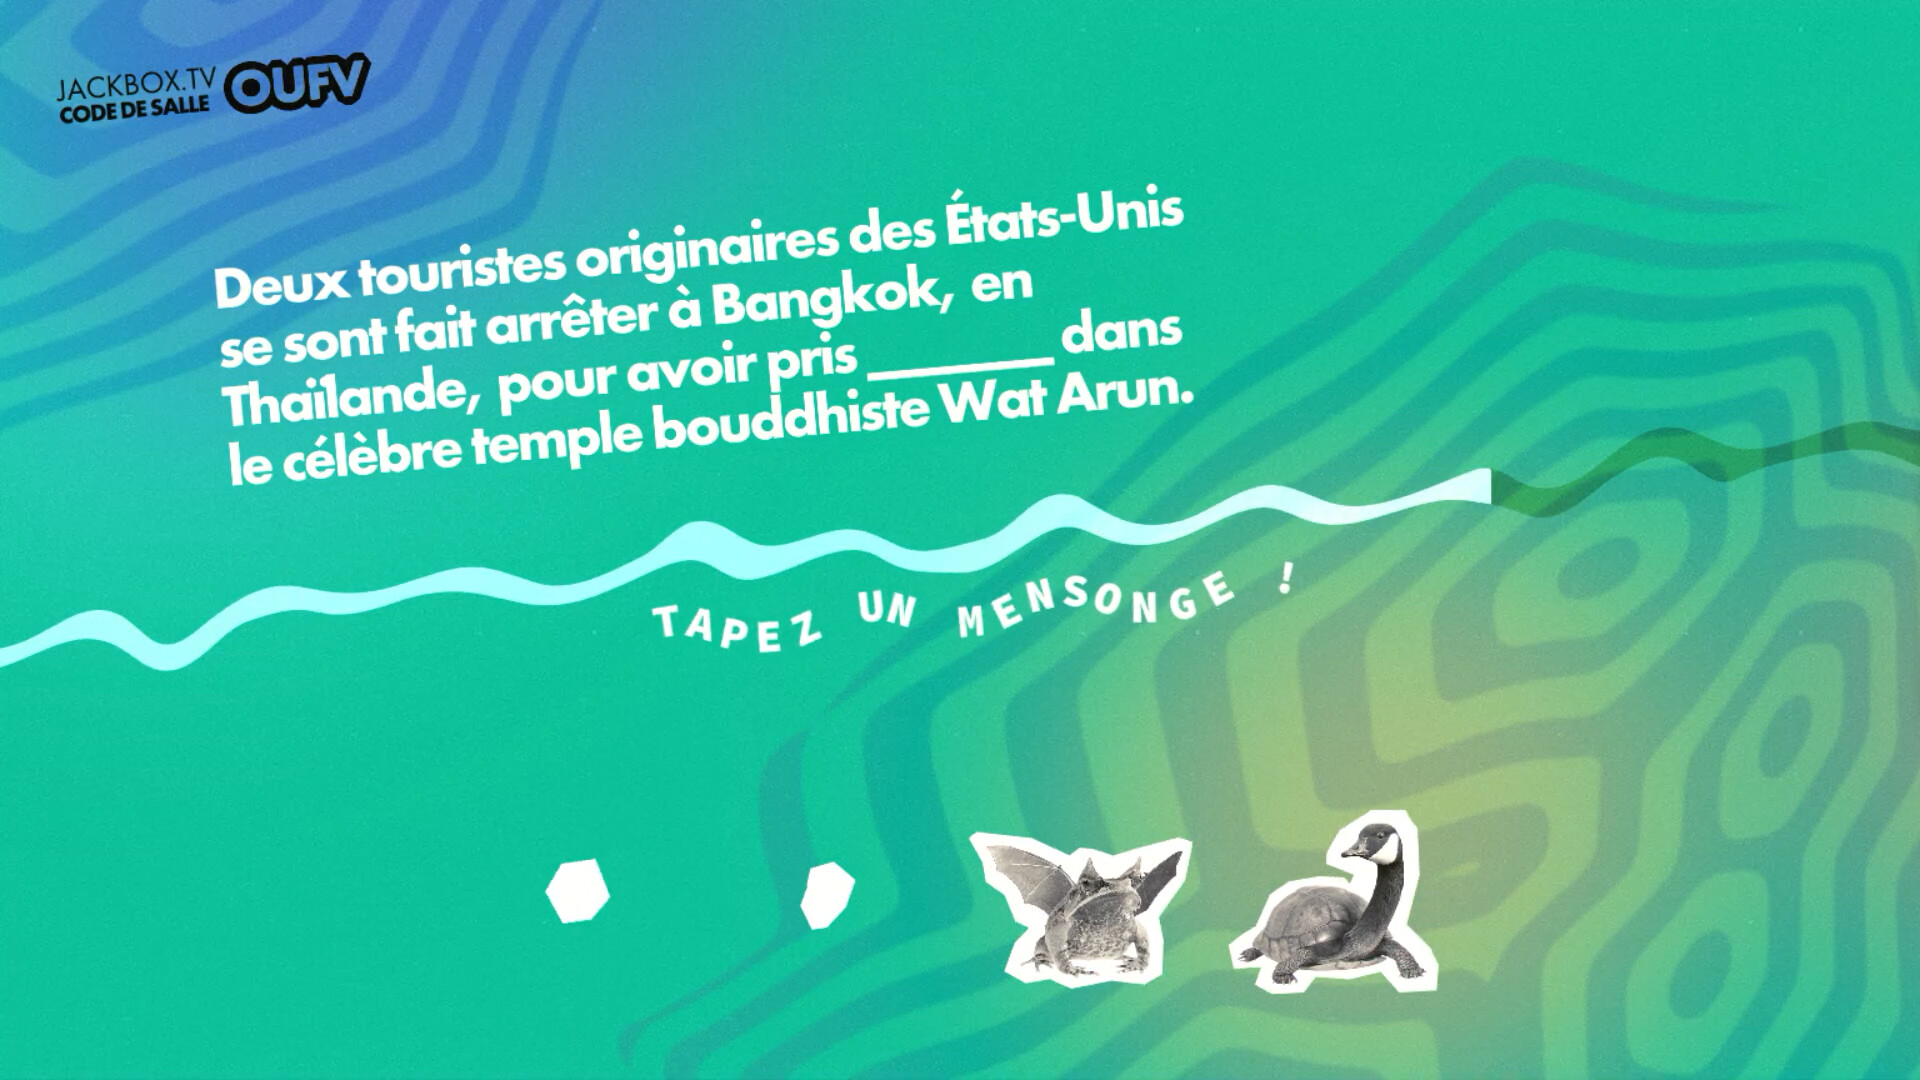 JACKBOX.TV
CODE DE SALLE
OUFV
Deux touristes originaires des États-Unis
se sont fait arrêter à Bangkok, en
Thaïlande, pour avoir pris _______ dans
le célèbre temple bouddhiste Wat Arun.
TAPEZ UN MENSONGE !